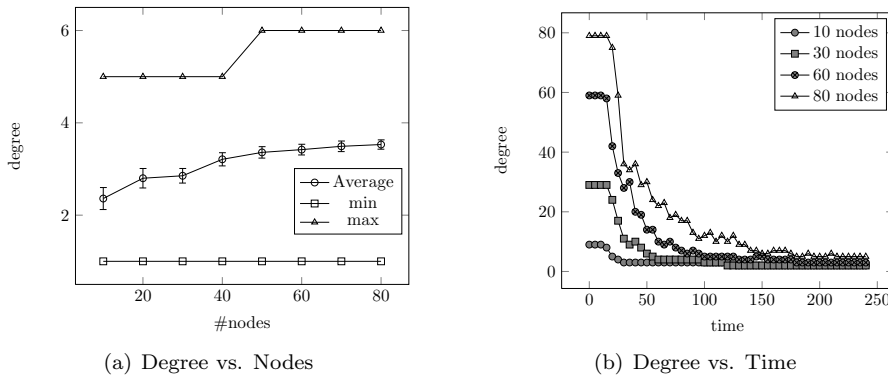 6
4
2
degree
20
40
60
80
#nodes
Average
min
max
(a) Degree vs. Nodes
80
60
40
20
0
degree
0
50
100
150
200
250
time
10 nodes
30 nodes
60 nodes
80 nodes
(b) Degree vs. Time